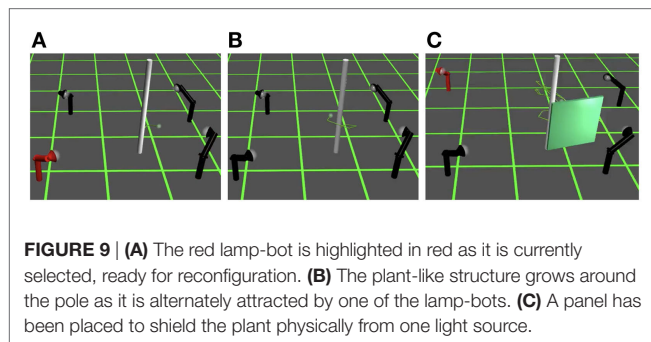 A B C
FIGURE 9 | (A) The red lamp-bot is highlighted in red as it is currently
selected, ready for reconfiguration. (B) The plant-like structure grows around
the pole as it is alternately attracted by one of the lamp-bots. (C) A panel has
been placed to shield the plant physically from one light source.